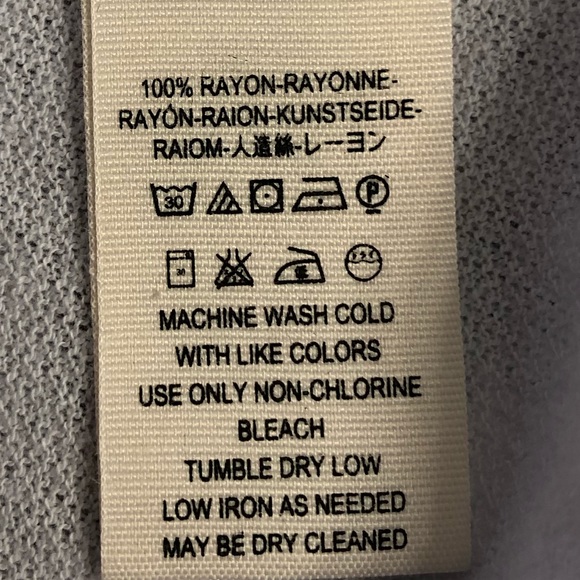 100% RAYON-RAYONNE-
RAYÓN-RAION-KUNSTSEIDE-
RAIOM-人造絲-レーヨン
30
P
MACHINE WASH COLD
WITH LIKE COLORS
USE ONLY NON-CHLORINE
BLEACH
TUMBLE DRY LOW
LOW IRON AS NEEDED
MAY BE DRY CLEANED